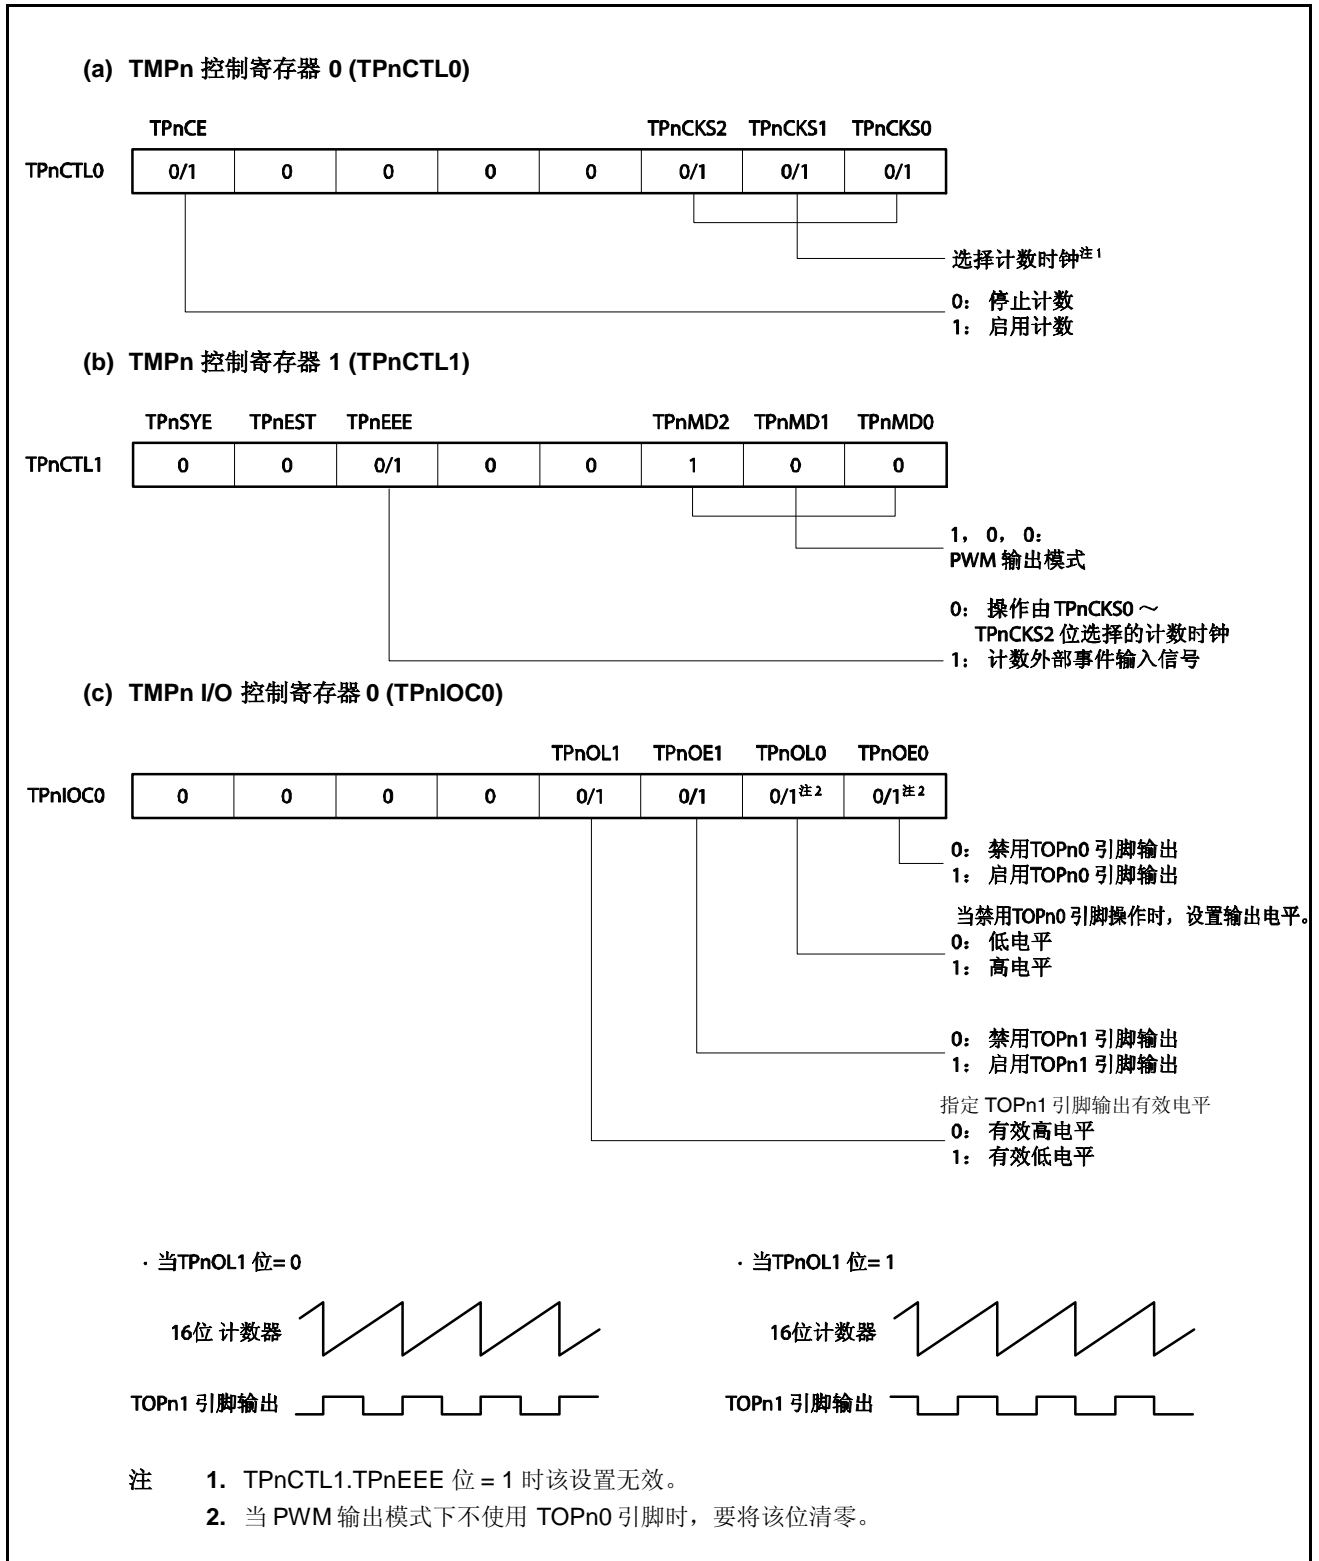 (a) TMPn 控制寄存器 0 (TPnCTL0)
TPnCE TPnCKS2 TPnCKS1 TPnCKS0
TPnCTL0 0/1 0 0 0 0 0/1 0/1 0/1
选择计数时钟注 1
0： 停止计数
1： 启用计数
(b) TMPn 控制寄存器 1 (TPnCTL1)
TPnSYE TPnEST TPnEEE TPnMD2 TPnMD1 TPnMD0
TPnCTL1 0 0 0/1 0 0 1 0 0
1， 0， 0：
PWM 输出模式
0： 操作由 TPnCKS0 ～
TPnCKS2 位选择的计数时钟
1： 计数外部事件输入信号
(c) TMPn I/O 控制寄存器 0 (TPnIOC0)
TPnOL1 TPnOE1 TPnOL0 TPnOE0
TPnIOC0 0 0 0 0 0/1 0/1 0/1注 2 0/1注 2
0： 禁用TOPn0 引脚输出
1： 启用TOPn0 引脚输出
当禁用TOPn0 引脚操作时，设置输出电平。
0： 低电平
1： 高电平
0： 禁用TOPn1 引脚输出
1： 启用TOPn1 引脚输出
指定 TOPn1 引脚输出有效电平
0： 有效高电平
1： 有效低电平
· 当TPnOL1 位= 0 · 当TPnOL1 位= 1
16位 计数器 16位计数器
TOPn1 引脚输出 TOPn1 引脚输出
注 1. TPnCTL1.TPnEEE 位 = 1 时该设置无效。
2. 当 PWM 输出模式下不使用 TOPn0 引脚时，要将该位清零。